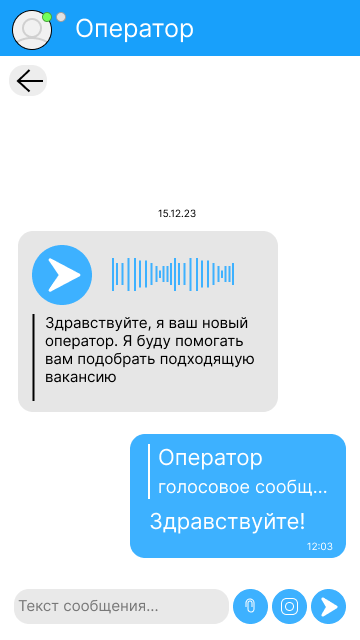 Оператор
15.12.23
Здравствуйте, я ваш новый
оператор. Я буду помогать
вам подобрать подходящую
вакансию
Оператор
голосовое сообщ...
Здравствуйте!
12:03
Текст сообщения...